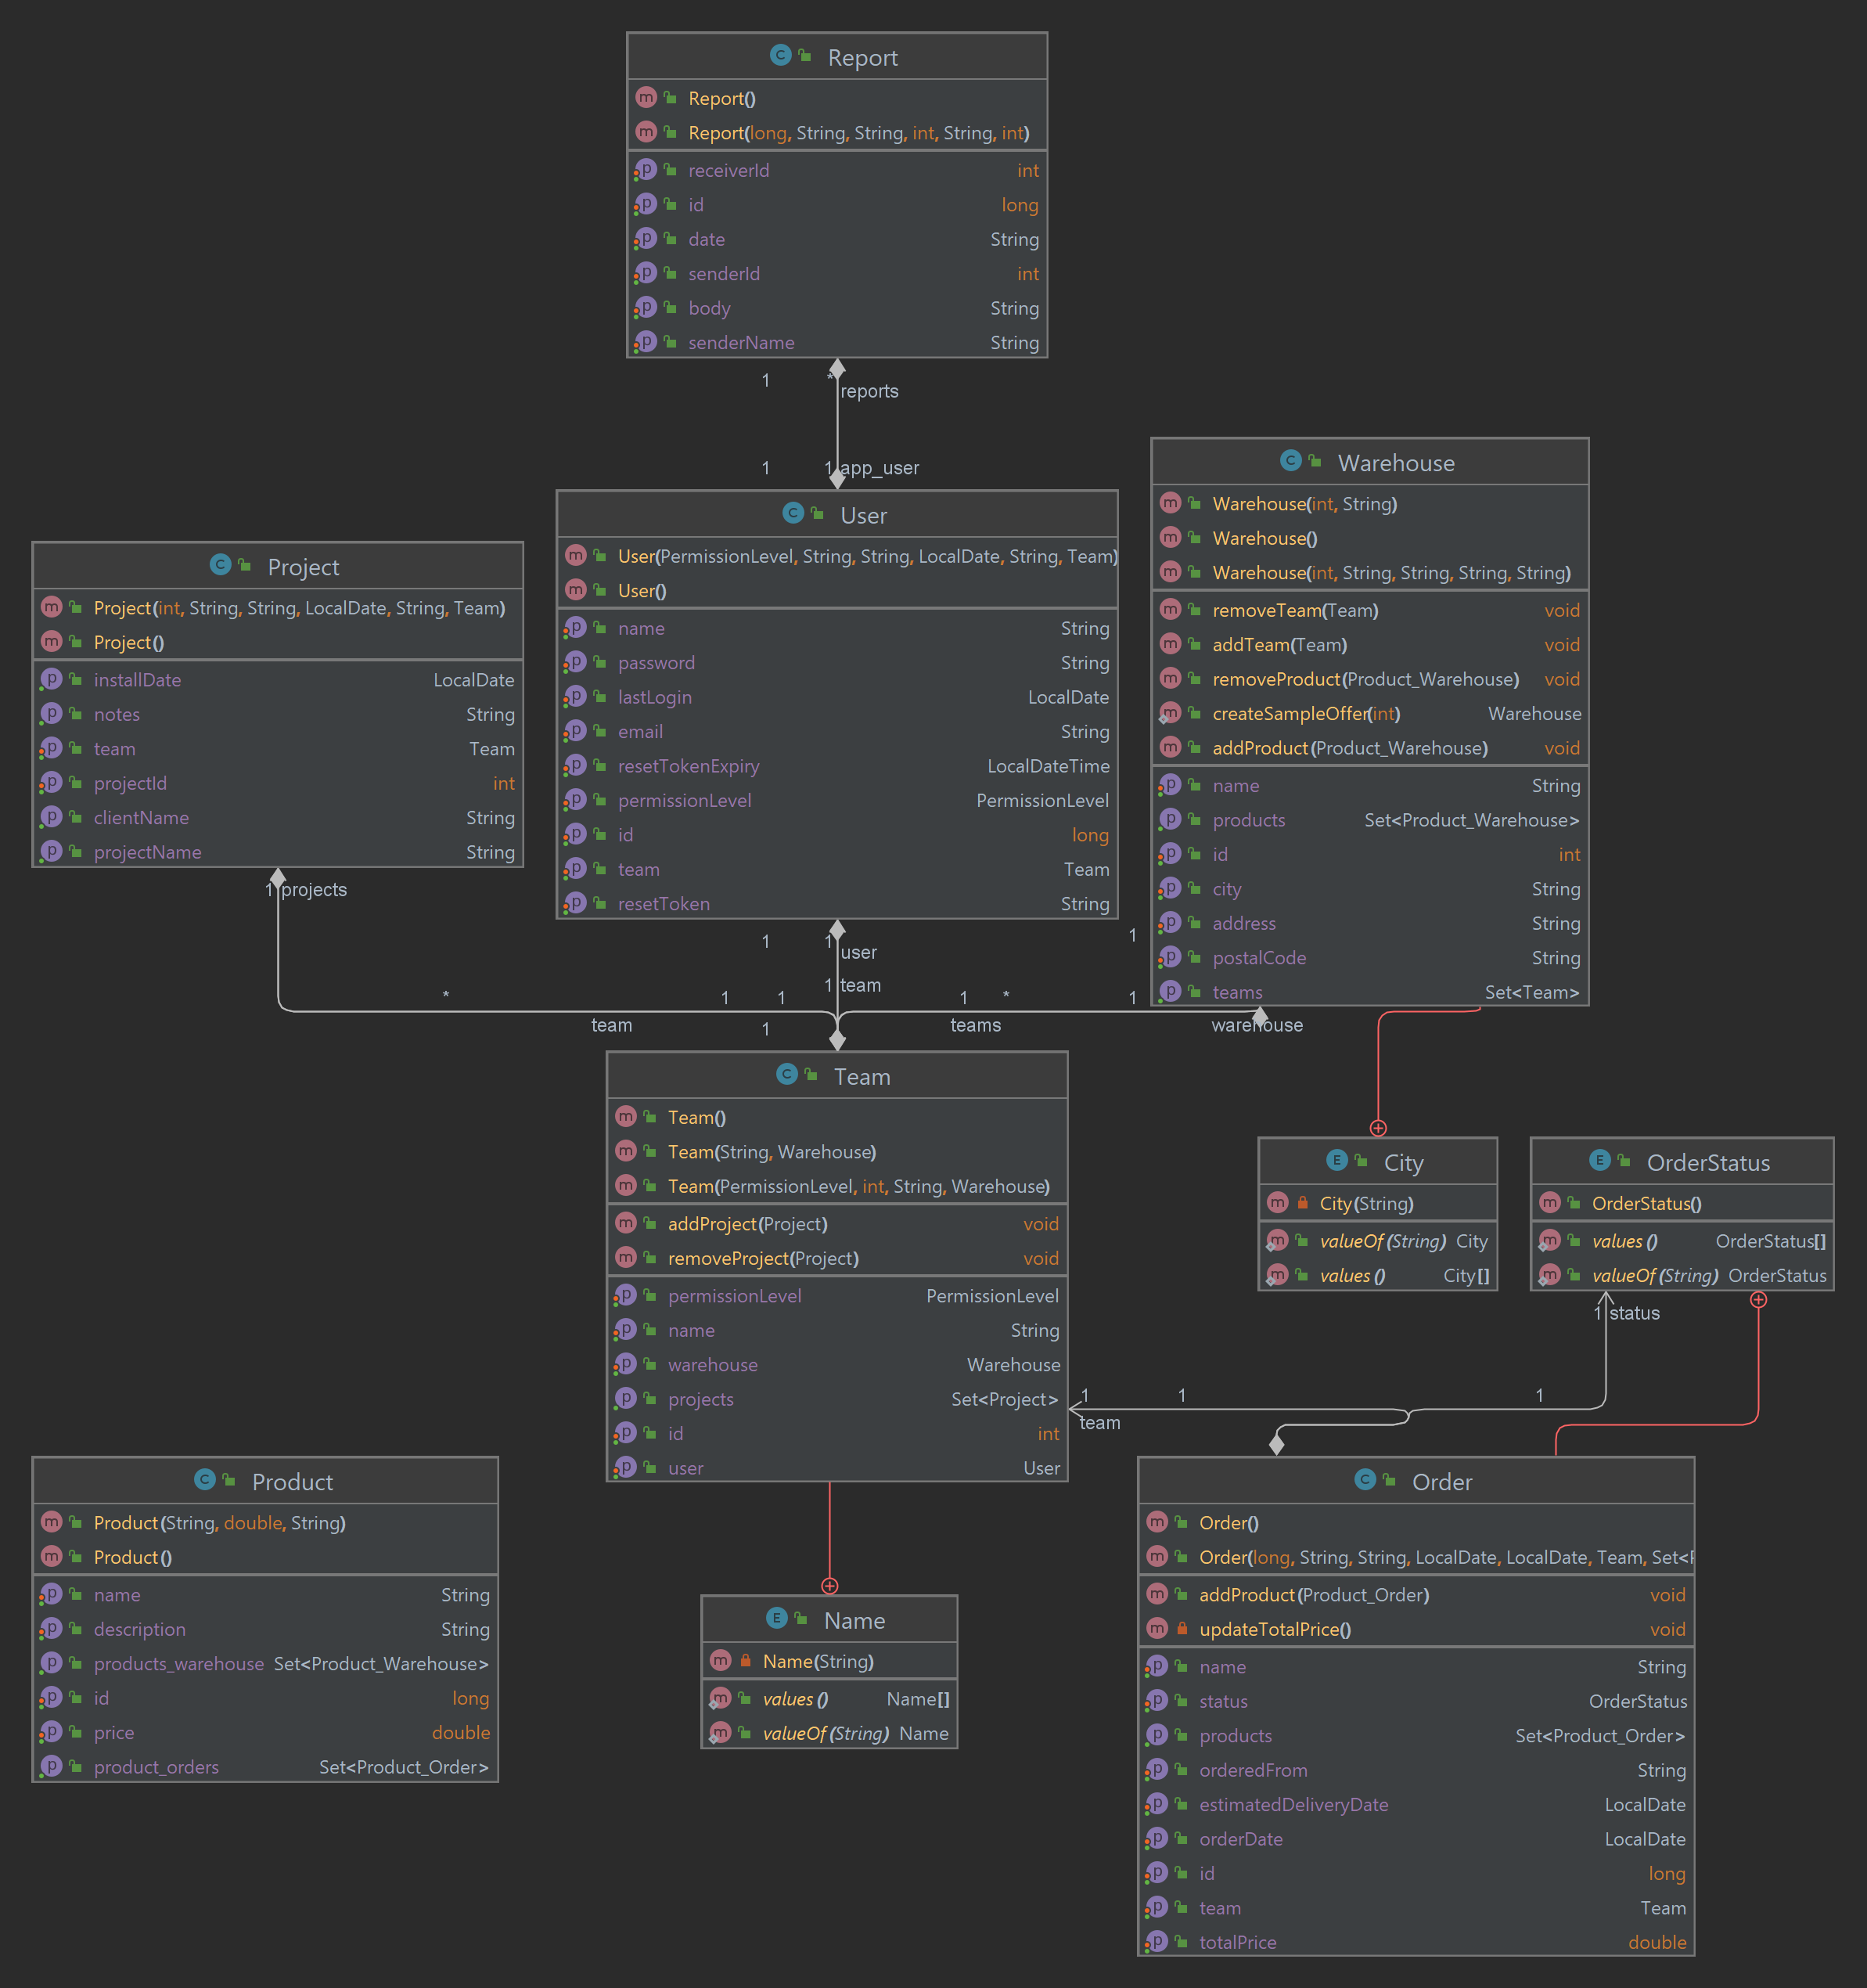 Report
Report()
Report(long, String, String, int, String, int)
receiverId int
id long
date String
senderId int
body String
senderName String
1 * reports
1 1 app_user
User
User(PermissionLevel, String, String, LocalDate, String, Team)
User()
name String
password String
lastLogin LocalDate
email String
resetTokenExpiry LocalDateTime
permissionLevel PermissionLevel
id long
team Team
resetToken String
Warehouse
Warehouse(int, String)
Warehouse()
Warehouse(int, String, String, String, String)
removeTeam(Team) void
addTeam(Team) void
removeProduct(Product_Warehouse) void
createSampleOffer(int) Warehouse
addProduct(Product_Warehouse) void
name String
products Set<Product_Warehouse>
id int
city String
address String
postalCode String
teams Set<Team>
Project
Project(int, String, String, LocalDate, String, Team)
Project()
installDate LocalDate
notes String
team Team
projectId int
clientName String
projectName String
1 projects
1 1 user 1
1 team
* 1 1 1 * 1
team 1 teams warehouse
Team
Team()
Team(String, Warehouse)
Team(PermissionLevel, int, String, Warehouse)
addProject(Project) void
removeProject(Project) void
permissionLevel PermissionLevel
name String
warehouse Warehouse
projects Set<Project>
id int
user User
City
City(String)
valueOf(String) City
values() City[]
OrderStatus
OrderStatus()
values() OrderStatus[]
valueOf(String) OrderStatus
1 status
1 1 1
team
Product
Product(String, double, String)
Product()
name String
description String
products_warehouse Set<Product_Warehouse>
id long
price double
product_orders Set<Product_Order>
Name
Name(String)
values() Name[]
valueOf(String) Name
Order
Order()
Order(long, String, String, LocalDate, LocalDate, Team, Set<
addProduct(Product_Order) void
updateTotalPrice() void
name String
status OrderStatus
products Set<Product_Order>
orderedFrom String
estimatedDeliveryDate LocalDate
orderDate LocalDate
id long
team Team
totalPrice double